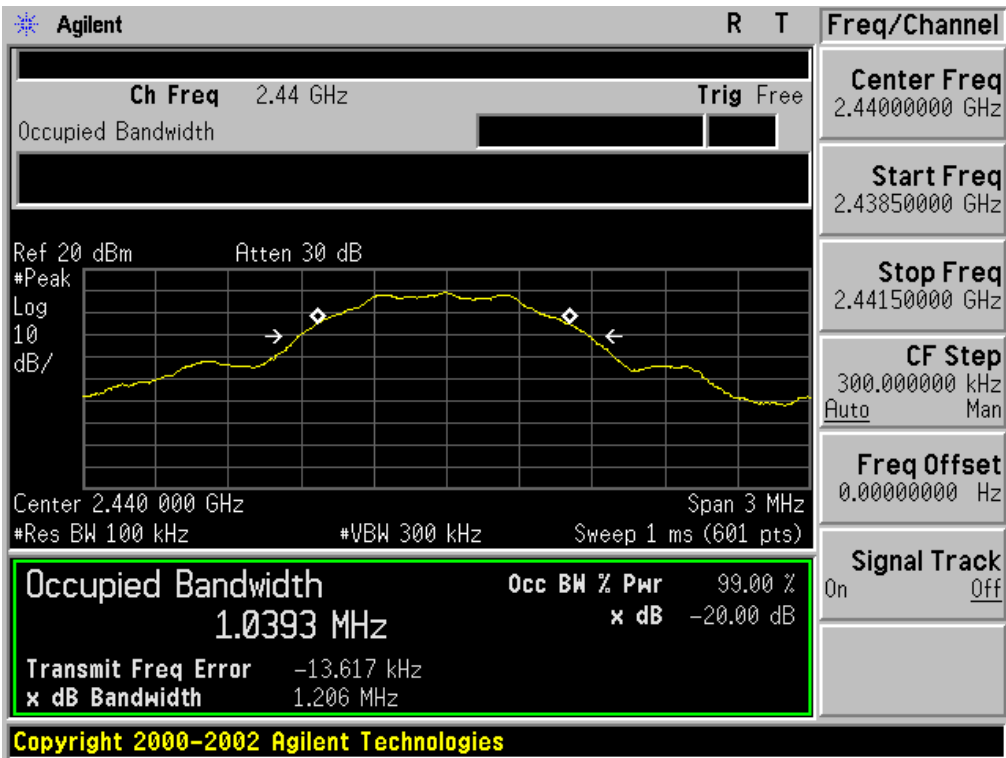 Agilent R T
Ch Freq 2.44 GHz Trig Free
Occupied Bandwidth
Ref 20 dBm Atten 30 dB
#Peak
Log
10
dB/
Center 2.440 000 GHz Span 3 MHz
#Res BW 100 kHz #VBW 300 kHz Sweep 1 ms (601 pts)
Occupied Bandwidth
1.0393 MHz
Occ BW % Pwr 99.00 %
x dB -20.00 dB
Transmit Freq Error -13.617 kHz
x dB Bandwidth 1.206 MHz
Copyright 2000-2002 Agilent Technologies
Freq/Channel
Center Freq
2.44000000 GHz
Start Freq
2.43850000 GHz
Stop Freq
2.44150000 GHz
CF Step
300.000000 kHz
Auto Man
Freq Offset
0.00000000 Hz
Signal Track
On Off